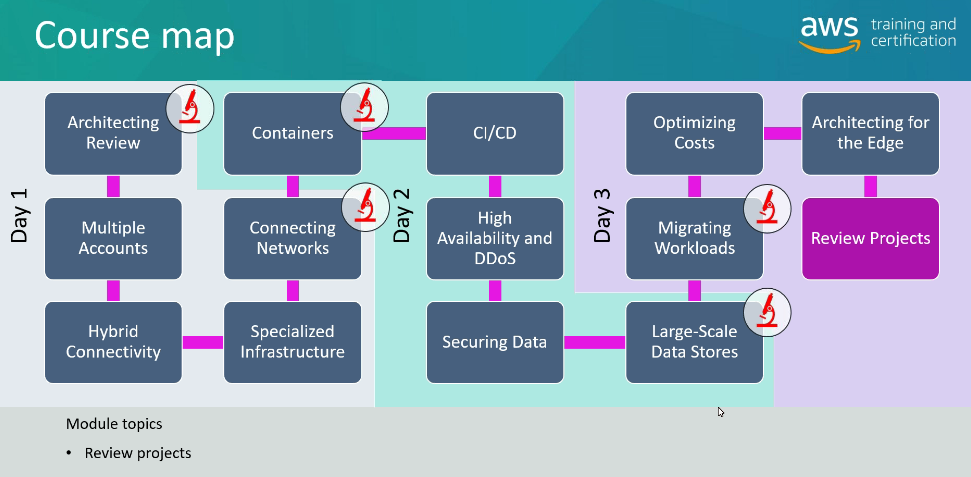 Course map
aws
training and
certification
Day 1
Architecting
Review
Multiple
Accounts
Hybrid
Connectivity
Specialized
Infrastructure
Connecting
Networks
Day 2
Containers
CI/CD
High
Availability and
DDoS
Securing Data
Large-Scale
Data Stores
Day 3
Migrating
Workloads
Optimizing
Costs
Architecting for
the Edge
Review Projects
Module topics
• Review projects